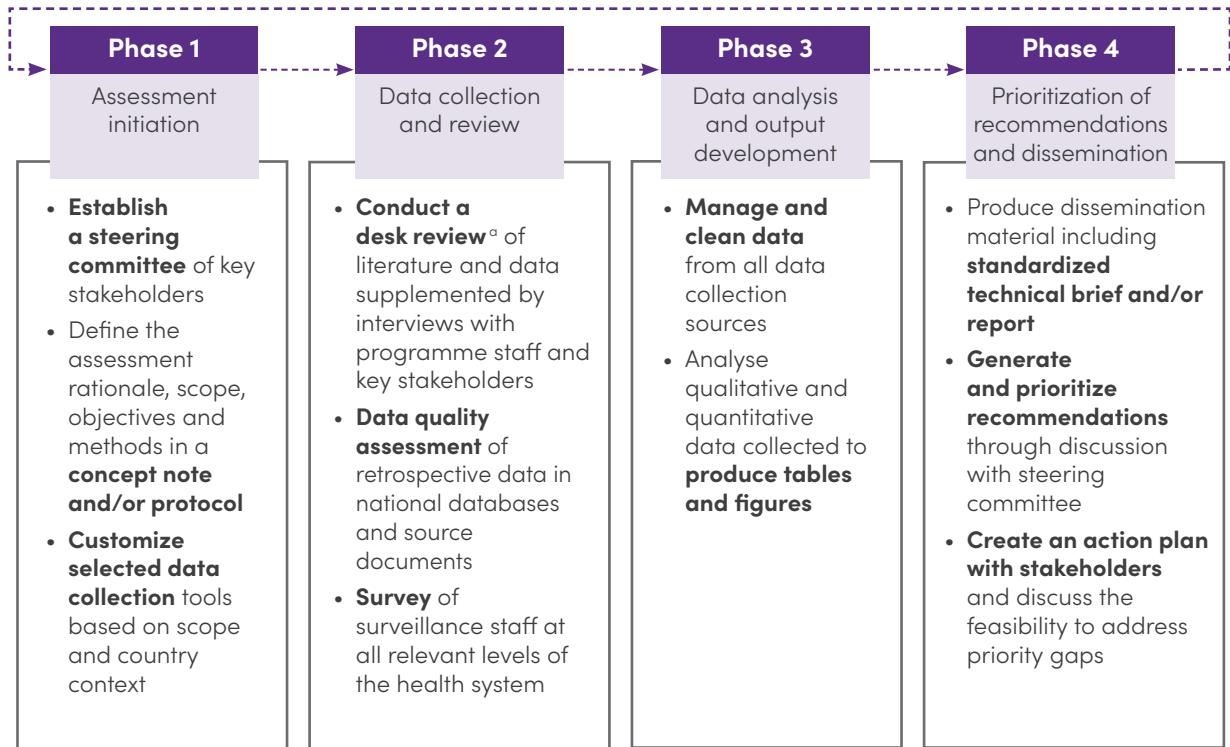 Phase 1
Assessment
initiation
• Establish
a steering
committee of key
stakeholders
• Define the
assessment
rationale, scope,
objectives and
methods in a
concept note
and/or protocol
• Customize
selected data
collection tools
based on scope
and country
context
Phase 2
Data collection
and review
• Conduct a
desk reviewᵃ of
literature and data
supplemented by
interviews with
programme staff and
key stakeholders
• Data quality
assessment of
retrospective data in
national databases
and source
documents
• Survey of
surveillance staff at
all relevant levels of
the health system
Phase 3
Data analysis
and output
development
• Manage and
clean data
from all data
collection
sources
• Analyse
qualitative and
quantitative
data collected to
produce tables
and figures
Phase 4
Prioritization of
recommendations
and dissemination
• Produce dissemination
material including
standardized
technical brief and/or
report
• Generate
and prioritize
recommendations
through discussion
with steering
committee
• Create an action plan
with stakeholders
and discuss the
feasibility to address
priority gaps